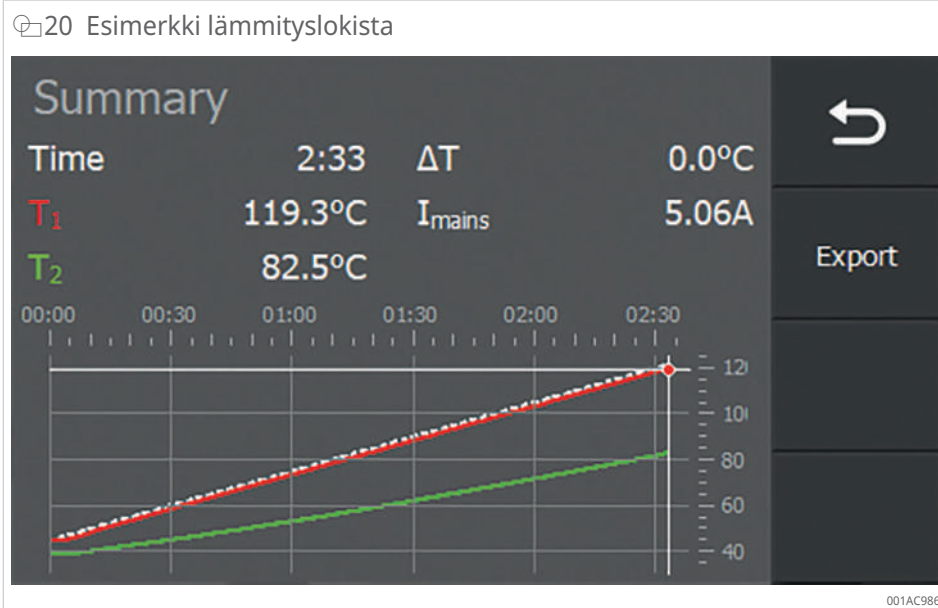 20 Esimerkki lämmityslokista
Summary
Time 2:33 ΔT 0.0°C
T₁ 119.3°C Imains 5.06A
T₂ 82.5°C
Export
00:00 00:30 01:00 01:30 02:00 02:30
80
60
40
001AC986